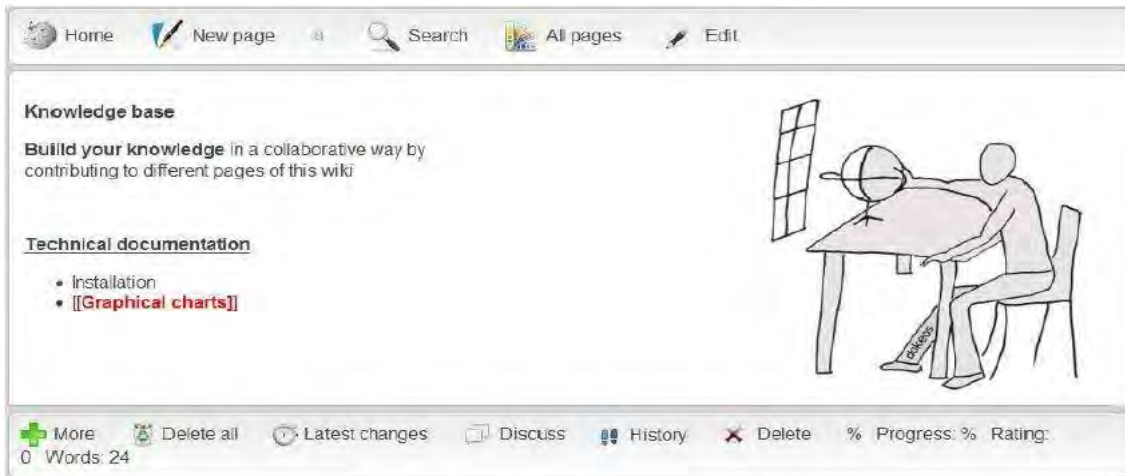 Home New page Search All pages Edit
Knowledge base
Builld your knowledge in a collaborative way by
contributing to different pages of this wiki
Technical documentation
• Installation
• [[Graphical charts]]
dokeos
More Delete all Latest changes Discuss History Delete % Progress: % Rating:
0 Words: 24